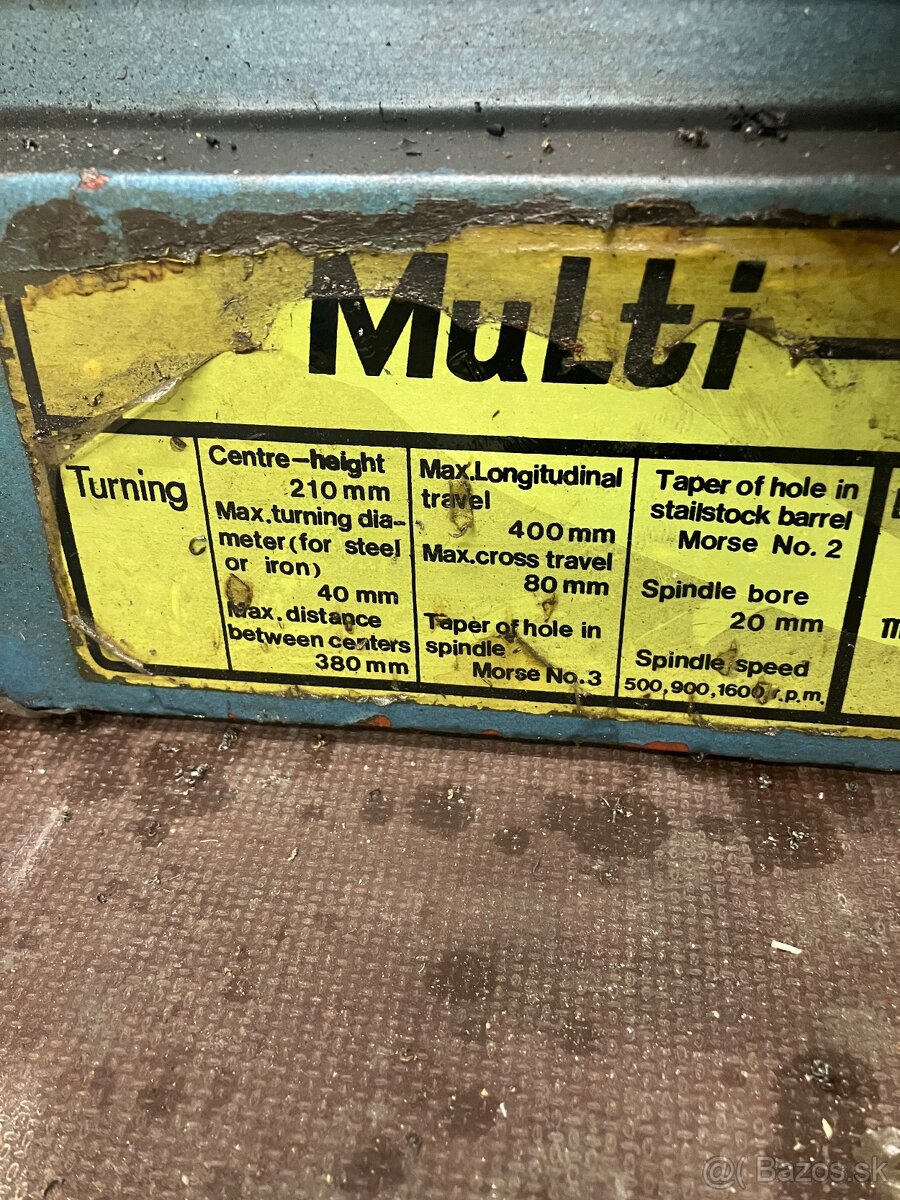 MuLti
Turning
Centre-height
210 mm
Max.turning dia-
meter(for steel
or iron)
40 mm
Max. distance
between centers
380 mm
Max.Longitudinal
travel
400 mm
Max.cross travel
80 mm
Taper of hole in
spindle
Morse No.3
Taper of hole in
stailstock barrel
Morse No. 2
Spindle bore
20 mm
Spindle speed
500,900,1600 r.p.m.
m
@( Bazos.sk